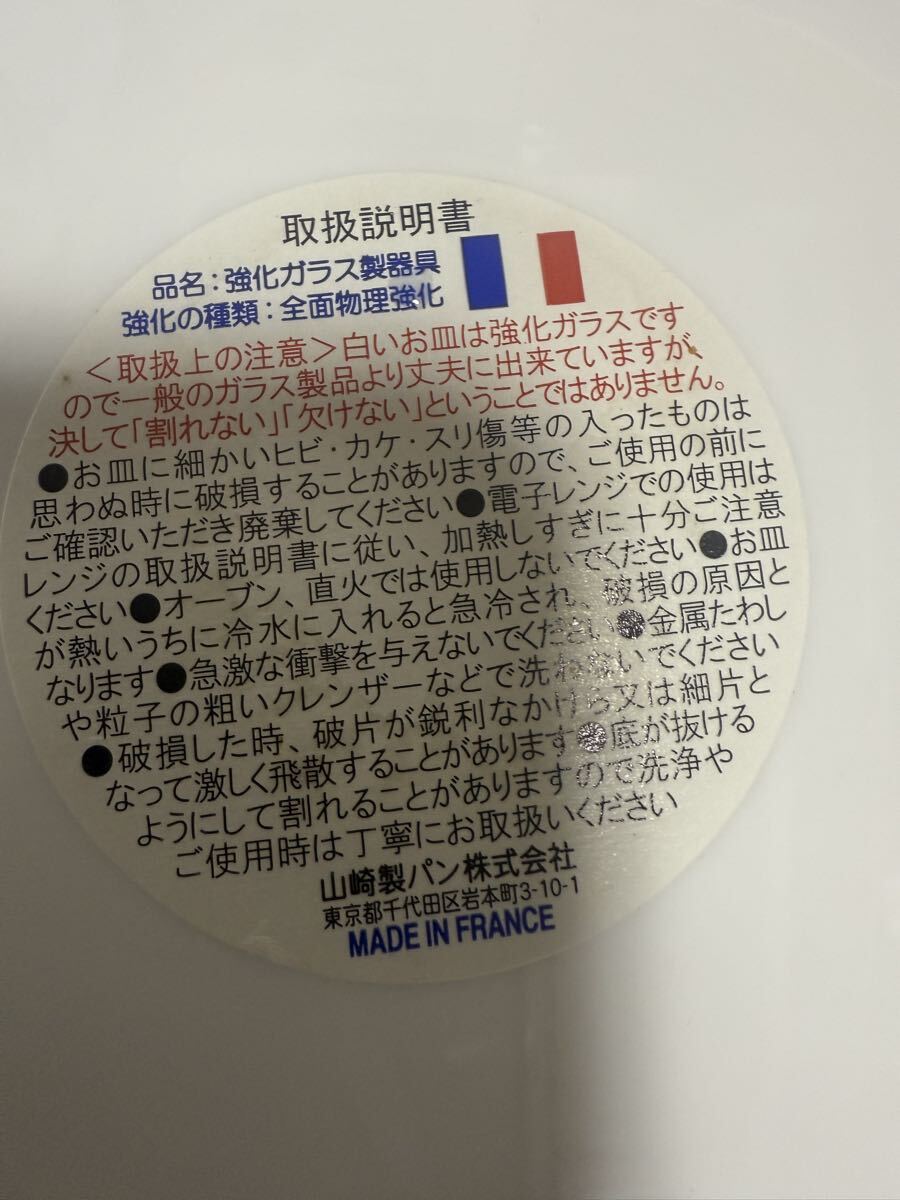 取扱説明書
品名:強化ガラス製器具
強化の種類:全面物理強化
<取扱上の注意>白いお皿は強化ガラスです
ので一般のガラス製品より丈夫に出来ていますが、
決して「割れない」「欠けない」ということではありません。
●お皿に細かいヒビ・カケ・スリ傷等の入ったものは
思わぬ時に破損することがありますので、ご使用の前に
ご確認いただき廃棄してください●電子レンジでの使用は
レンジの取扱説明書に従い、加熱しすぎに十分ご注意
ください●オーブン、直火では使用しないでください●お皿
が熱いうちに冷水に入れると急冷され、破損の原因と
なります●急激な衝撃を与えないでください●金属たわし
や粒子の粗いクレンザーなどで洗わないでください
●破損した時、破片が鋭利なかけら又は細片と
なって激しく飛散することがあります●底が抜ける
ようにして割れることがありますので洗浄や
ご使用時は丁寧にお取扱いください
山崎製パン株式会社
東京都千代田区岩本町3-10-1
MADE IN FRANCE